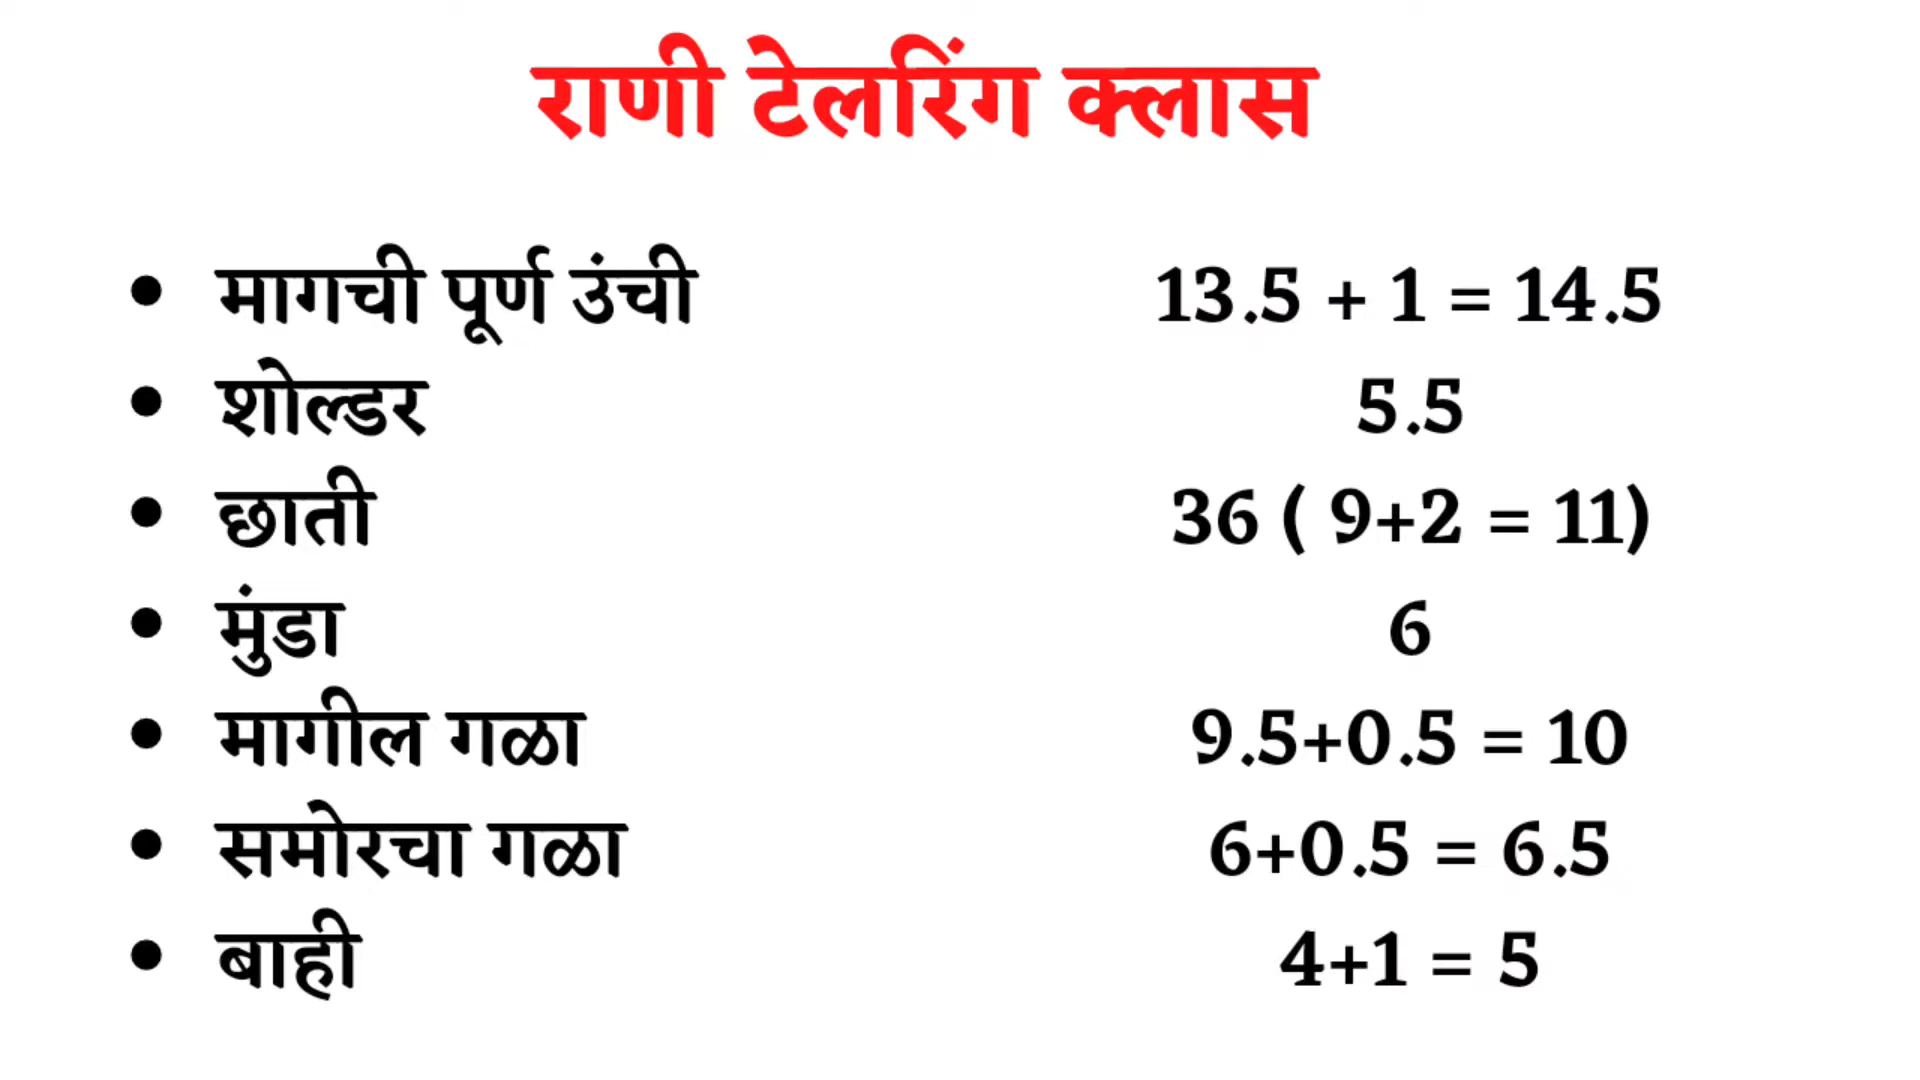 राणी टेलरिंग क्लास
• मागची पूर्ण उंची 13.5 + 1 = 14.5
• शोल्डर 5.5
• छाती 36 ( 9+2 = 11)
• मुंडा 6
• मागील गळा 9.5+0.5 = 10
• समोरचा गळा 6+0.5 = 6.5
• बाही 4+1 = 5